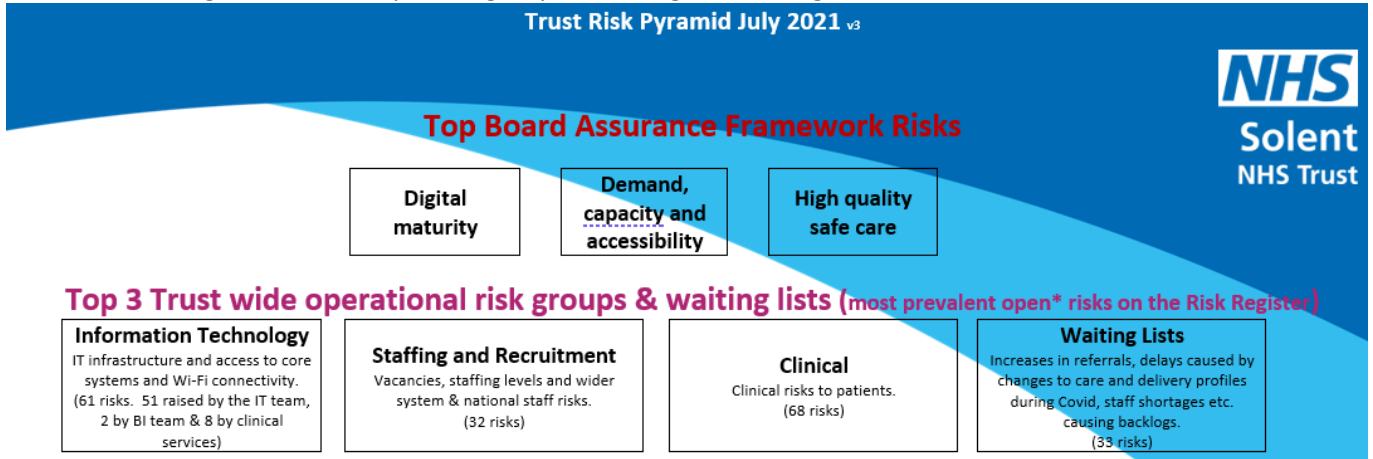 Trust Risk Pyramid July 2021 v3
NHS
Solent
NHS Trust
Top Board Assurance Framework Risks
Digital
maturity
Demand,
capacity and
accessibility
High quality
safe care
Top 3 Trust wide operational risk groups & waiting lists (most prevalent open* risks on the Risk Register)
Information Technology
IT infrastructure and access to core
systems and Wi-Fi connectivity.
(61 risks. 51 raised by the IT team,
2 by BI team & 8 by clinical
services)
Staffing and Recruitment
Vacancies, staffing levels and wider
system & national staff risks.
(32 risks)
Clinical
Clinical risks to patients.
(68 risks)
Waiting Lists
Increases in referrals, delays caused by
changes to care and delivery profiles
during Covid, staff shortages etc.
causing backlogs.
(33 risks)